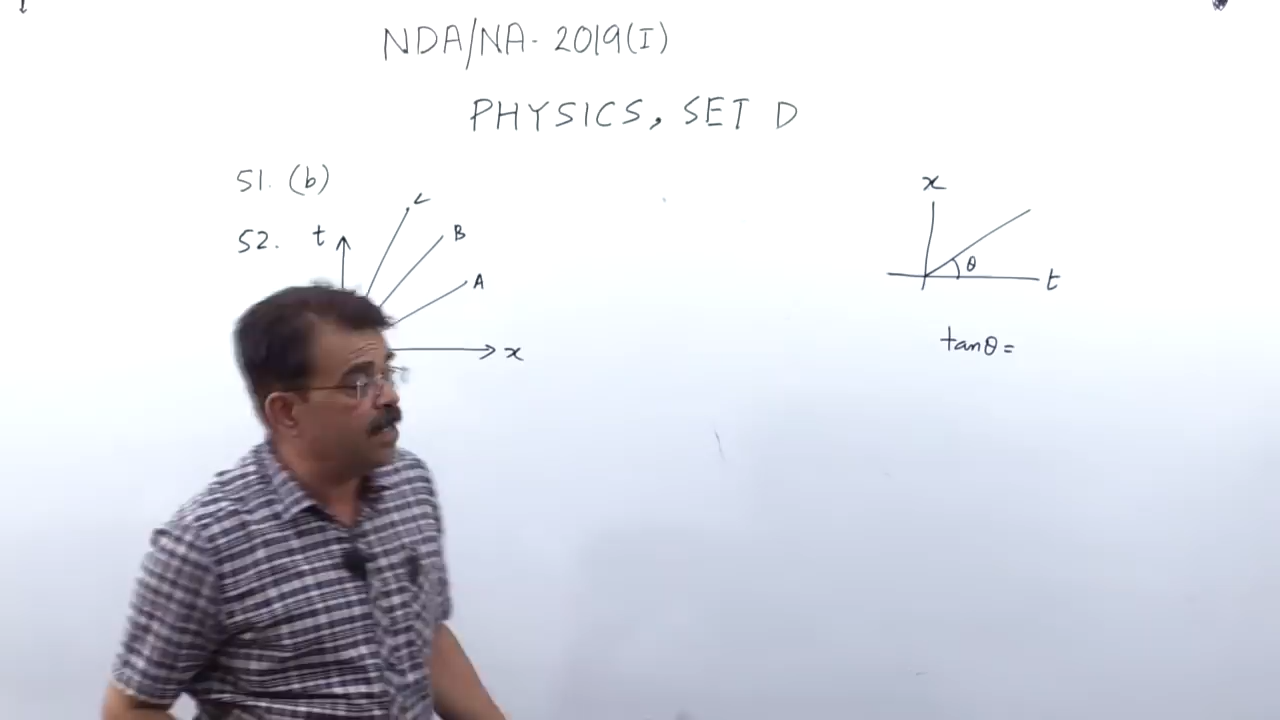 NDA/NA- 2019(I)
PHYSICS, SET D
51. (b)
52.
t
C
B
A
x
x
θ
t
tanθ =